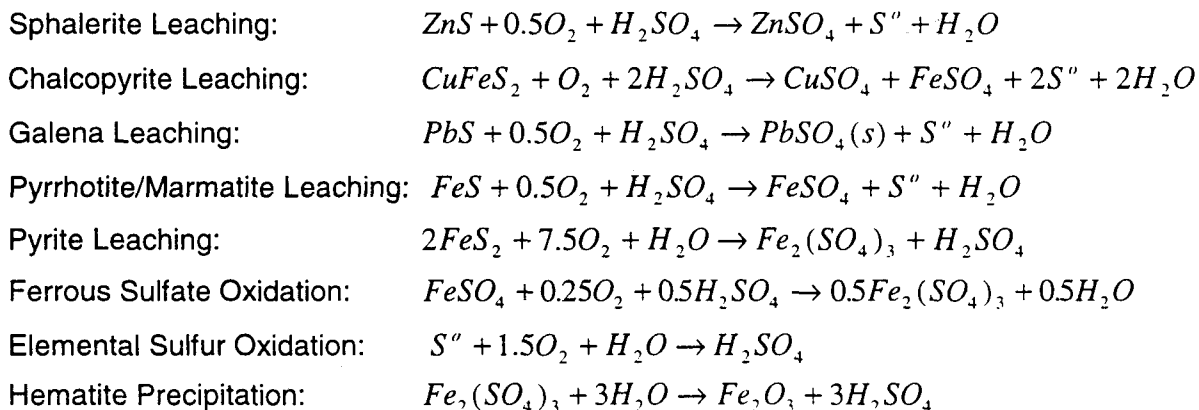 Sphalerite Leaching: ZnS + 0.5O₂ + H₂SO₄ → ZnSO₄ + S″ + H₂O
Chalcopyrite Leaching: CuFeS₂ + O₂ + 2H₂SO₄ → CuSO₄ + FeSO₄ + 2S″ + 2H₂O
Galena Leaching: PbS + 0.5O₂ + H₂SO₄ → PbSO₄(s) + S″ + H₂O
Pyrrhotite/Marmatite Leaching: FeS + 0.5O₂ + H₂SO₄ → FeSO₄ + S″ + H₂O
Pyrite Leaching: 2FeS₂ + 7.5O₂ + H₂O → Fe₂(SO₄)₃ + H₂SO₄
Ferrous Sulfate Oxidation: FeSO₄ + 0.25O₂ + 0.5H₂SO₄ → 0.5Fe₂(SO₄)₃ + 0.5H₂O
Elemental Sulfur Oxidation: S″ + 1.5O₂ + H₂O → H₂SO₄
Hematite Precipitation: Fe₂(SO₄)₃ + 3H₂O → Fe₂O₃ + 3H₂SO₄